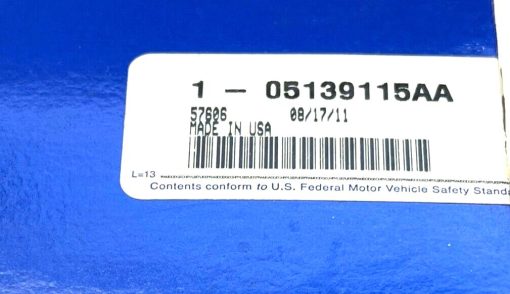 1 - 05139115AA
57606 08/17/11
MADE IN USA
L=13
Contents conform to U.S. Federal Motor Vehicle Safety Standa